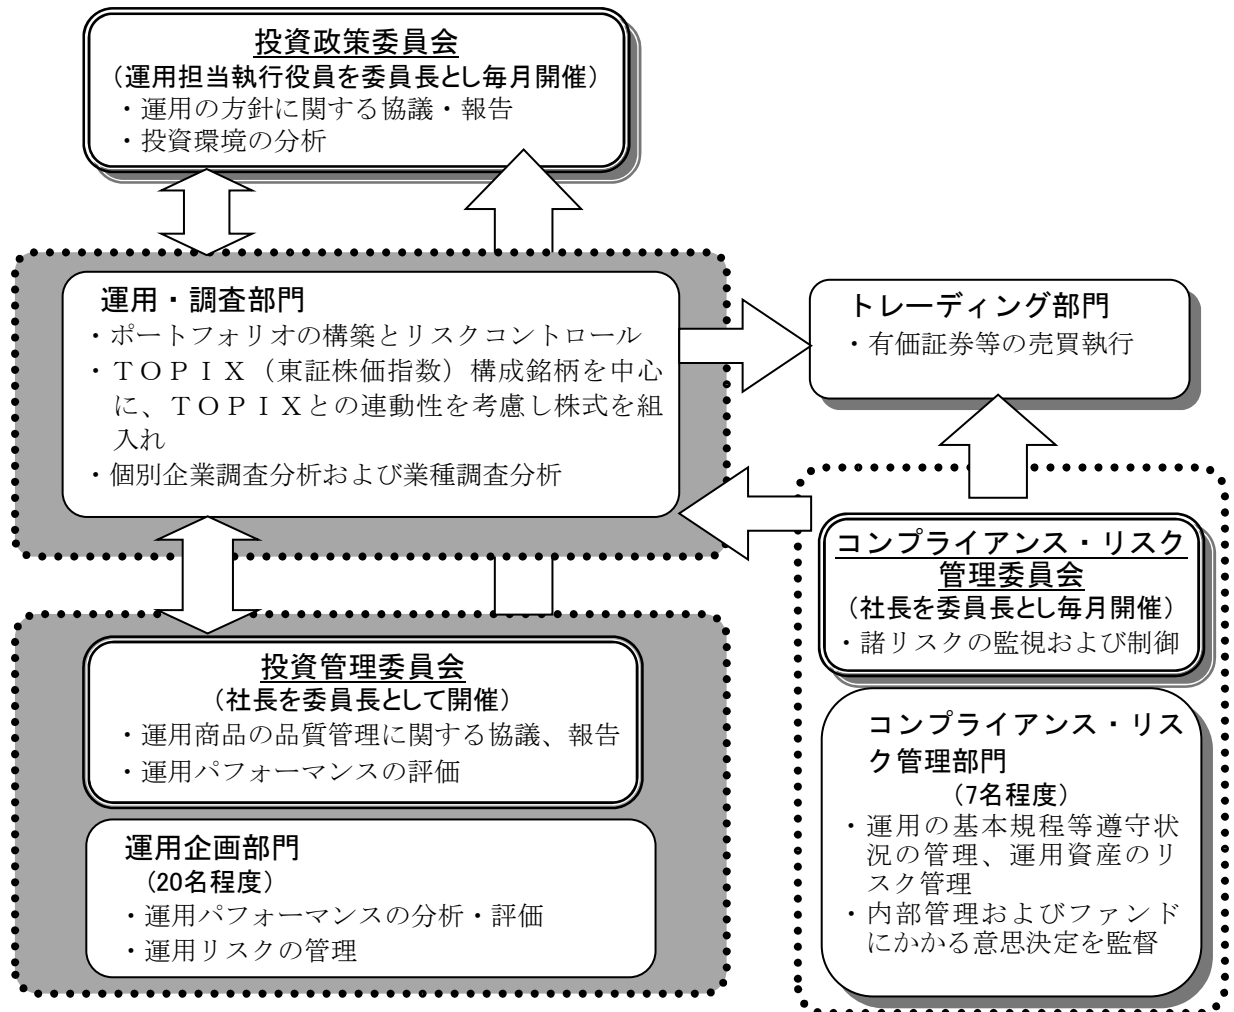 投資政策委員会
（運用担当執行役員を委員長とし毎月開催）
・運用の方針に関する協議・報告
・投資環境の分析
運用・調査部門
・ポートフォリオの構築とリスクコントロール
・ＴＯＰＩＸ（東証株価指数）構成銘柄を中心
に、ＴＯＰＩＸとの連動性を考慮し株式を組
入れ
・個別企業調査分析および業種調査分析
トレーディング部門
・有価証券等の売買執行
投資管理委員会
（社長を委員長として開催）
・運用商品の品質管理に関する協議、報告
・運用パフォーマンスの評価
運用企画部門
（20名程度）
・運用パフォーマンスの分析・評価
・運用リスクの管理
コンプライアンス・リスク
管理委員会
（社長を委員長とし毎月開催）
・諸リスクの監視および制御
コンプライアンス・リス
ク管理部門
（7名程度）
・運用の基本規程等遵守状
況の管理、運用資産のリ
スク管理
・内部管理およびファンド
にかかる意思決定を監督